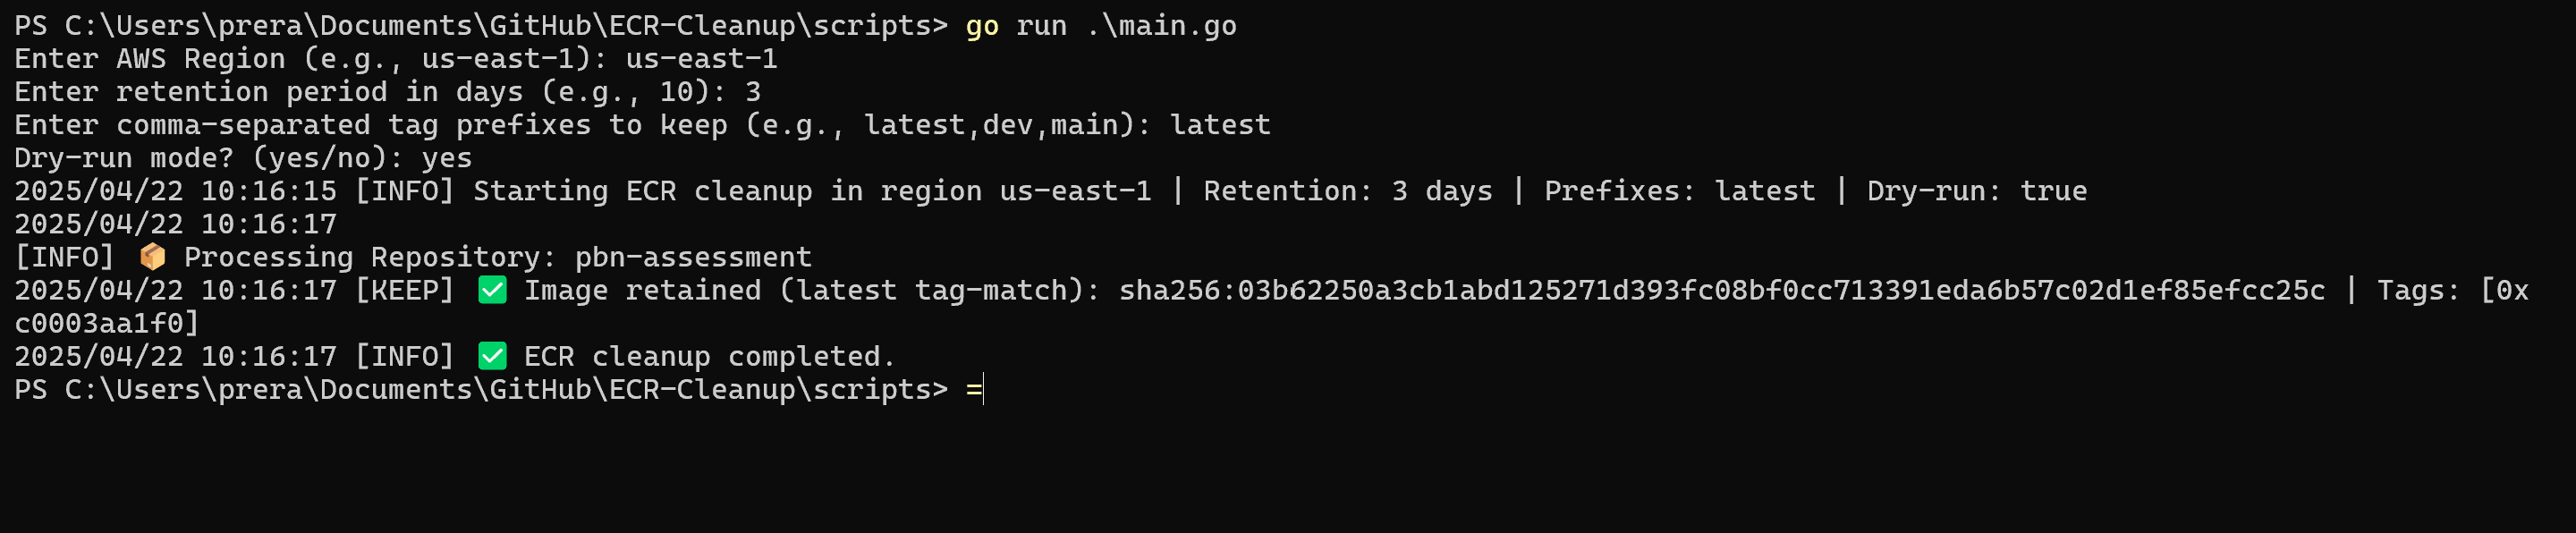 PS C:\Users\prera\Documents\GitHub\ECR-Cleanup\scripts> go run .\main.go
Enter AWS Region (e.g., us-east-1): us-east-1
Enter retention period in days (e.g., 10): 3
Enter comma-separated tag prefixes to keep (e.g., latest,dev,main): latest
Dry-run mode? (yes/no): yes
2025/04/22 10:16:15 [INFO] Starting ECR cleanup in region us-east-1 | Retention: 3 days | Prefixes: latest | Dry-run: true
2025/04/22 10:16:17
[INFO] 📦 Processing Repository: pbn-assessment
2025/04/22 10:16:17 [KEEP] ✅ Image retained (latest tag-match): sha256:03b62250a3cb1abd125271d393fc08bf0cc713391eda6b57c02d1ef85efcc25c | Tags: [0x
c0003aa1f0]
2025/04/22 10:16:17 [INFO] ✅ ECR cleanup completed.
PS C:\Users\prera\Documents\GitHub\ECR-Cleanup\scripts> =